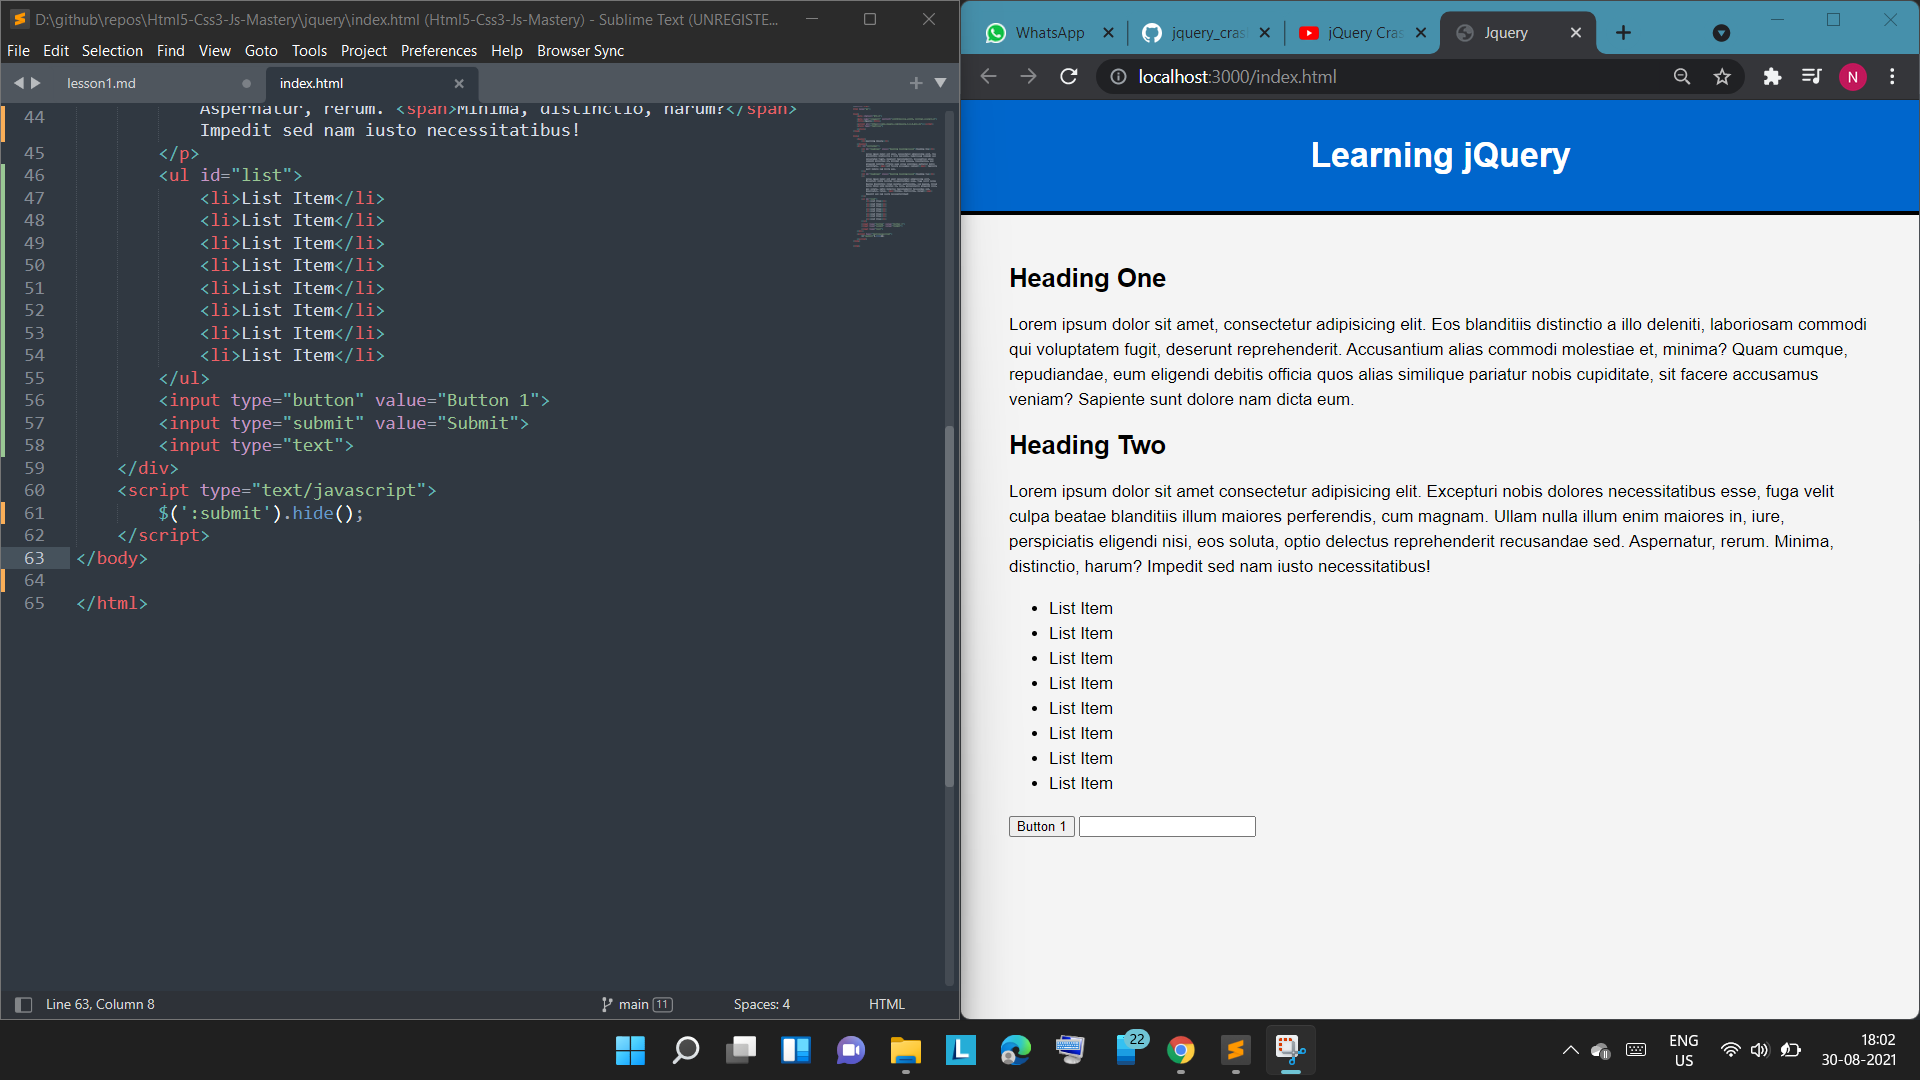 D:\github\repos\Html5-Css3-Js-Mastery\jquery\index.html (Html5-Css3-Js-Mastery) - Sublime Text (UNREGISTE...
File Edit Selection Find View Goto Tools Project Preferences Help Browser Sync
lesson1.md
index.html
44 Aspernatur, rerum. <span>Minima, distinctio, harum?</span>
Impedit sed nam iusto necessitatibus!
45 </p>
46 <ul id="list">
47 <li>List Item</li>
48 <li>List Item</li>
49 <li>List Item</li>
50 <li>List Item</li>
51 <li>List Item</li>
52 <li>List Item</li>
53 <li>List Item</li>
54 <li>List Item</li>
55 </ul>
56 <input type="button" value="Button 1">
57 <input type="submit" value="Submit">
58 <input type="text">
59 </div>
60 <script type="text/javascript">
61 $(':submit').hide();
62 </script>
63 </body>
64
65 </html>
Line 63, Column 8
main 11
Spaces: 4
HTML
WhatsApp
jquery_cras
jQuery Cras
Jquery
localhost:3000/index.html
N
Learning jQuery
Heading One
Lorem ipsum dolor sit amet, consectetur adipisicing elit. Eos blanditiis distinctio a illo deleniti, laboriosam commodi
qui voluptatem fugit, deserunt reprehenderit. Accusantium alias commodi molestiae et, minima? Quam cumque,
repudiandae, eum eligendi debitis officia quos alias similique pariatur nobis cupiditate, sit facere accusamus
veniam? Sapiente sunt dolore nam dicta eum.
Heading Two
Lorem ipsum dolor sit amet consectetur adipisicing elit. Excepturi nobis dolores necessitatibus esse, fuga velit
culpa beatae blanditiis illum maiores perferendis, cum magnam. Ullam nulla illum enim maiores in, iure,
perspiciatis eligendi nisi, eos soluta, optio delectus reprehenderit recusandae sed. Aspernatur, rerum. Minima,
distinctio, harum? Impedit sed nam iusto necessitatibus!
• List Item
• List Item
• List Item
• List Item
• List Item
• List Item
• List Item
• List Item
Button 1
L
22
ENG
US
18:02
30-08-2021